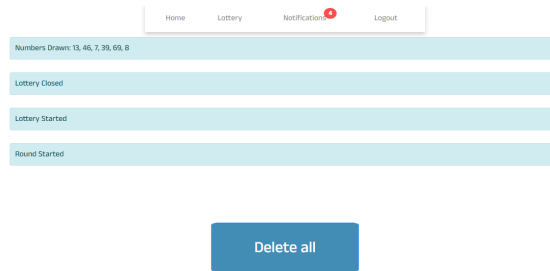 Home Lottery Notifications 4 Logout
Numbers Drawn: 13, 46, 7, 39, 69, 8
Lottery Closed
Lottery Started
Round Started
Delete all